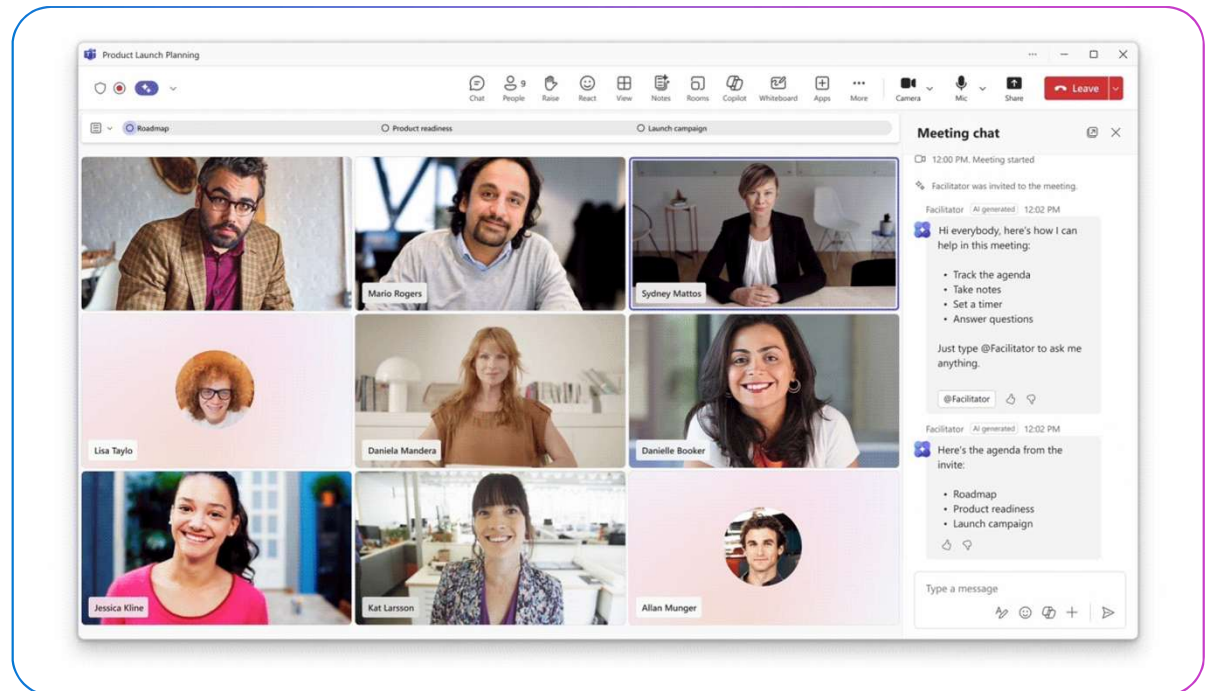 Product Launch Planning
Chat
People
9
Raise
React
View
Notes
Rooms
Copilot
Whiteboard
Apps
More
Camera
Mic
Share
Leave
Roadmap
Product readiness
Launch campaign
Mario Rogers
Sydney Mattos
Lisa Taylo
Daniela Mandera
Danielle Booker
Jessica Kline
Kat Larsson
Allan Munger
Meeting chat
12:00 PM. Meeting started
Facilitator was invited to the meeting.
Facilitator AI generated 12:02 PM
Hi everybody, here's how I can
help in this meeting:
• Track the agenda
• Take notes
• Set a timer
• Answer questions
Just type @Facilitator to ask me
anything.
@Facilitator
Facilitator AI generated 12:02 PM
Here's the agenda from the
invite:
• Roadmap
• Product readiness
• Launch campaign
Type a message